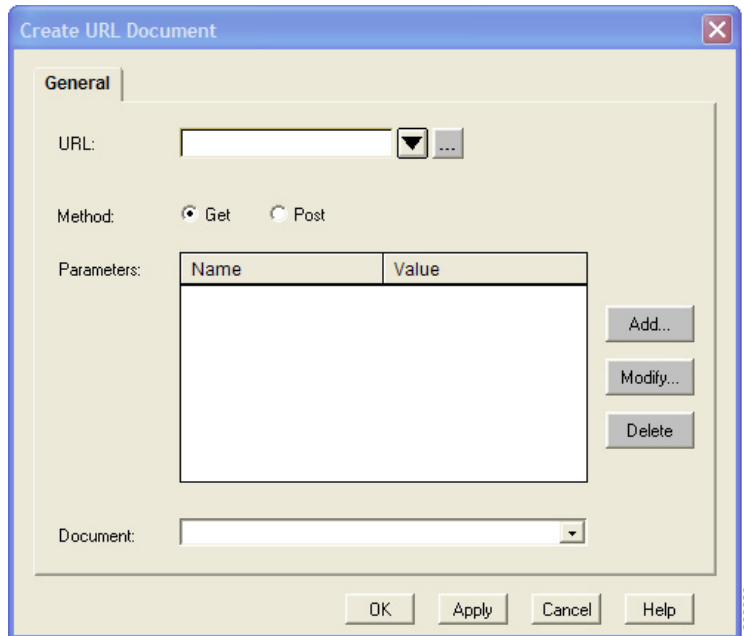 Create URL Document
General
URL:
...
Method: Get Post
Parameters: Name Value
Add...
Modify...
Delete
Document:
OK Apply Cancel Help